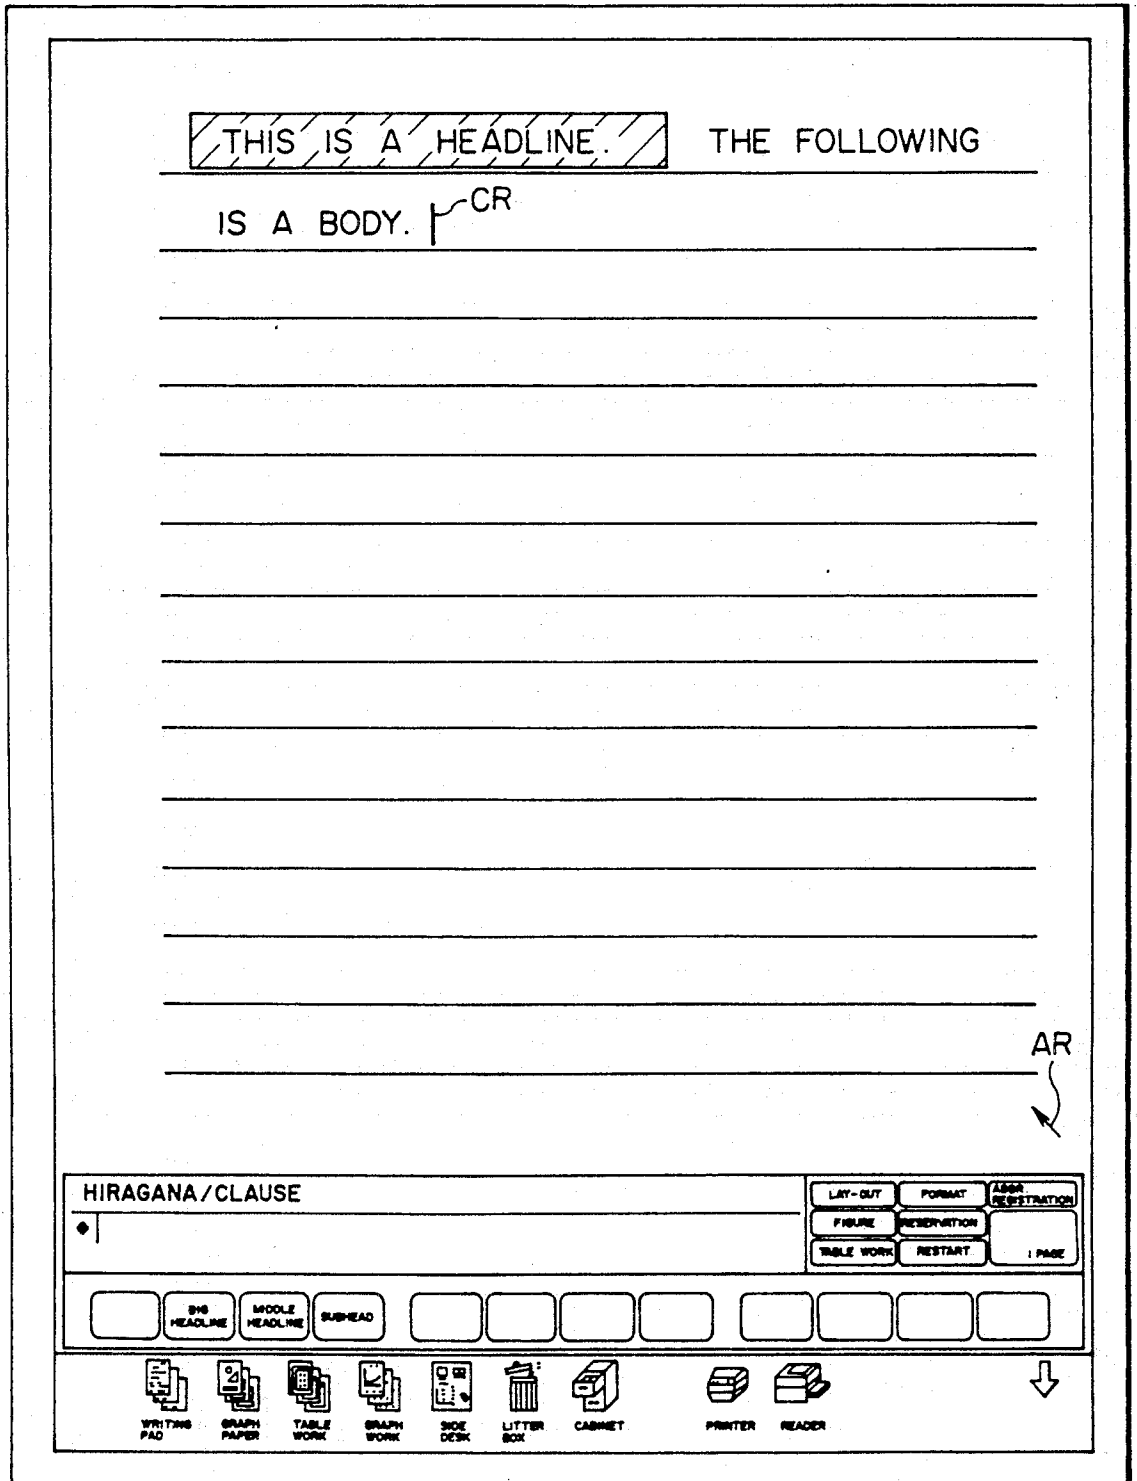 THIS IS A HEADLINE. THE FOLLOWING
CR
IS A BODY.
AR
HIRAGANA/CLAUSE
LAY-OUT FORMAT ABBR. REGISTRATION
FIGURE RESERVATION
TABLE WORK RESTART 1 PAGE
BIG HEADLINE MIDDLE HEADLINE SUBHEAD
WRITING PAD GRAPH PAPER TABLE WORK GRAPH WORK SIDE DESK LITTER BOX CABINET PRINTER READER